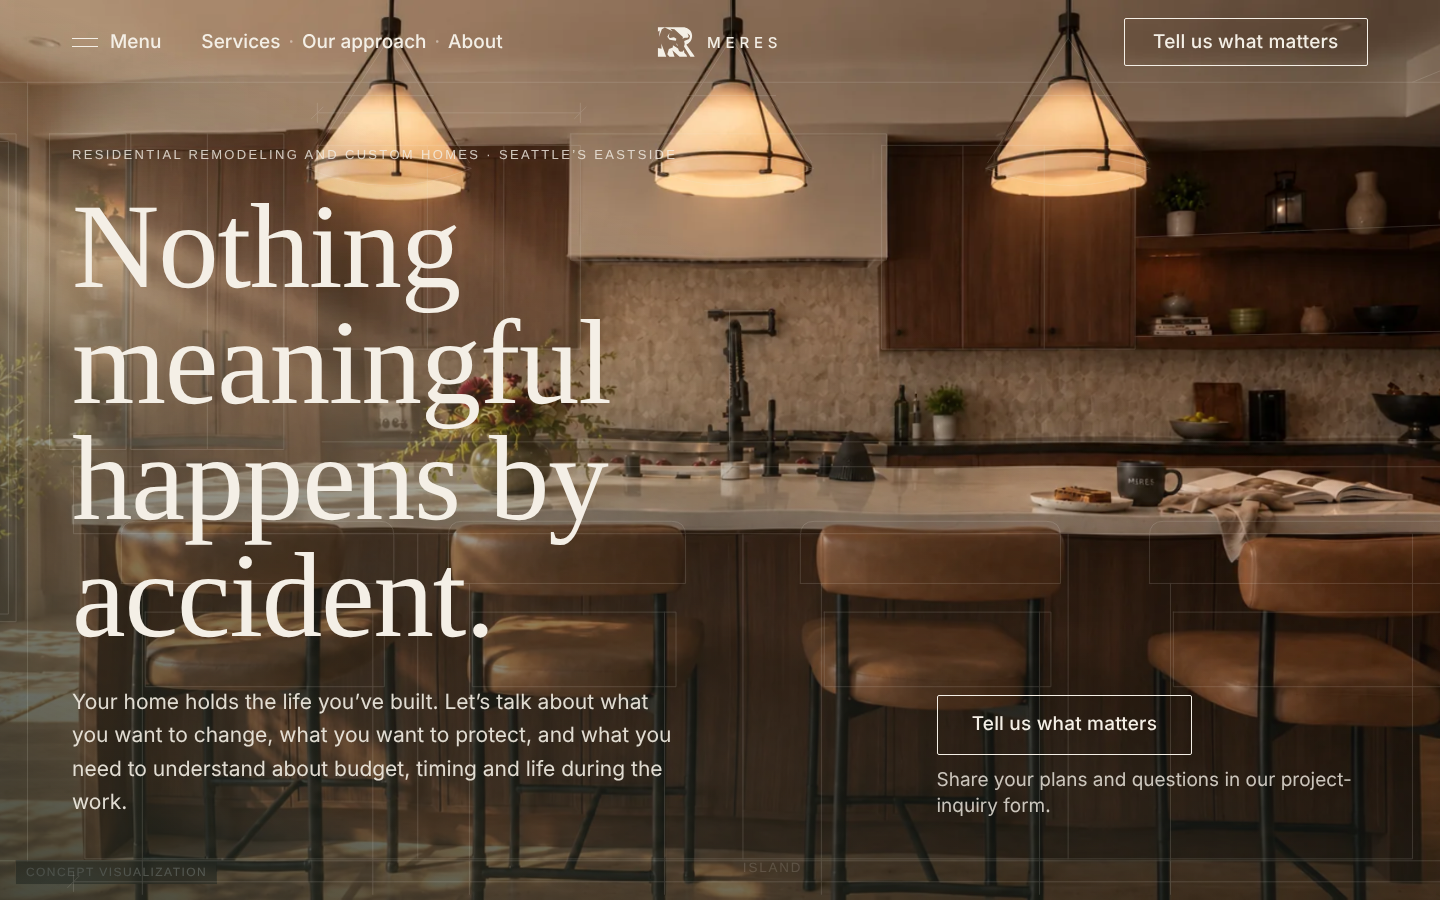 Menu
Services · Our approach · About
MERES
Tell us what matters
RESIDENTIAL REMODELING AND CUSTOM HOMES · SEATTLE'S EASTSIDE
Nothing
meaningful
happens by
accident.
MIRES
Your home holds the life you’ve built. Let’s talk about what
you want to change, what you want to protect, and what you
need to understand about budget, timing and life during the
work.
Tell us what matters
Share your plans and questions in our project-
inquiry form.
CONCEPT VISUALIZATION
ISLAND